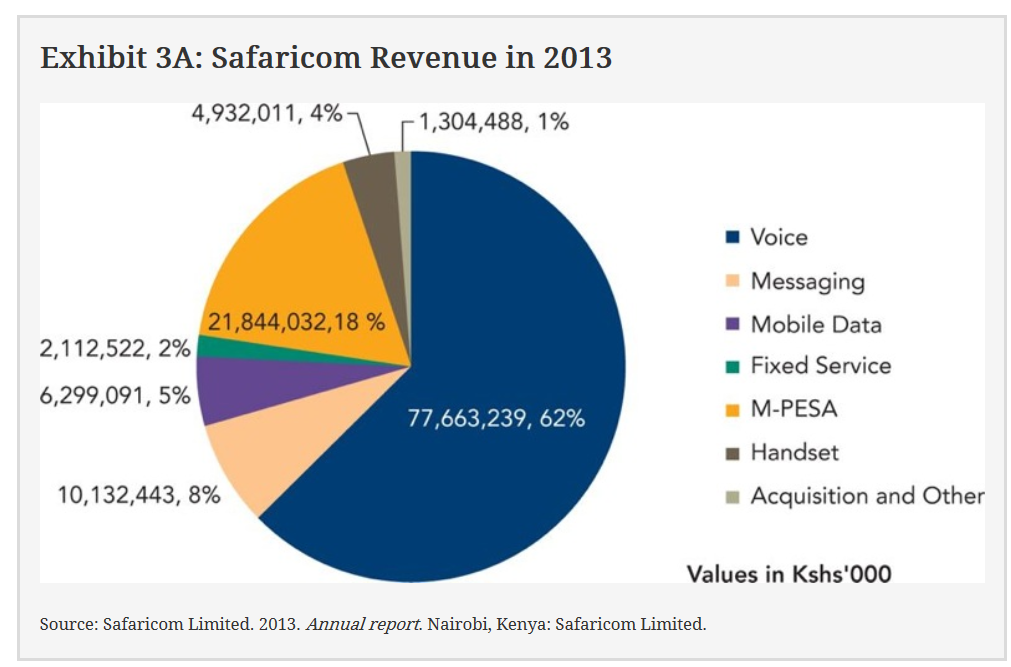 Exhibit 3A: Safaricom Revenue in 2013
4,932,011, 4%
1,304,488, 1%
21,844,032,18 %
2,112,522, 2%
6,299,091, 5%
77,663,239, 62%
10,132,443, 8%
Voice
Messaging
Mobile Data
Fixed Service
M-PESA
Handset
Acquisition and Other
Values in Kshs'000
Source: Safaricom Limited. 2013. Annual report. Nairobi, Kenya: Safaricom Limited.